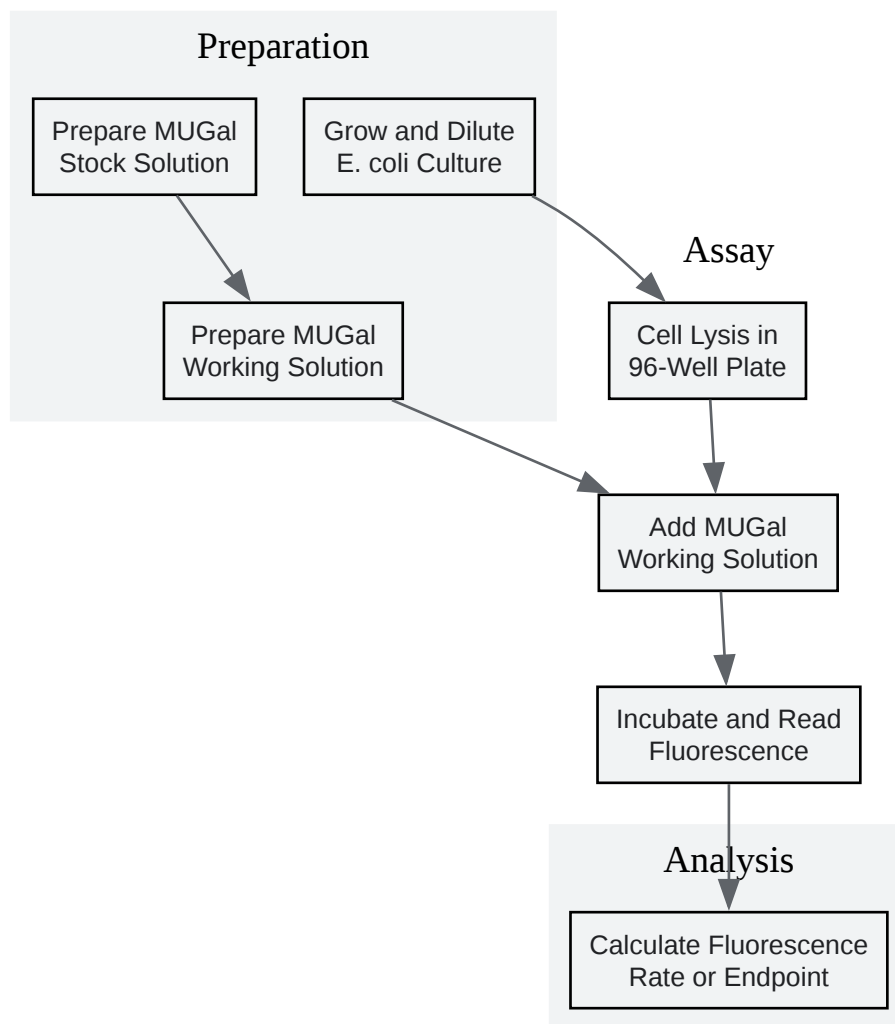 Preparation
Prepare MUGal
Stock Solution
Grow and Dilute
E. coli Culture
Prepare MUGal
Working Solution
Assay
Cell Lysis in
96-Well Plate
Add MUGal
Working Solution
Incubate and Read
Fluorescence
Analysis
Calculate Fluorescence
Rate or Endpoint